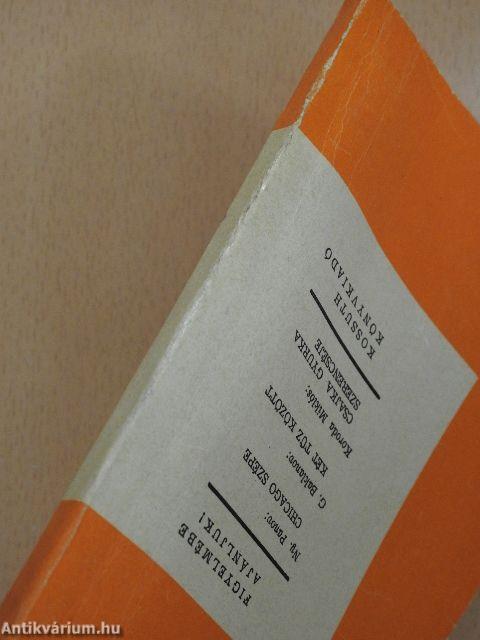 FIGYELMÉBE
AJÁNLJUK!
Ny. Panov:
CHICAGO SZÉPE
G. Baklanov:
KÉT TŰZ KÖZÖTT
Koroda Miklós:
CSAJKA GYURKA
SZERENCSÉJE
KOSSUTH
KÖNYVKIADÓ
Antikvárium.hu